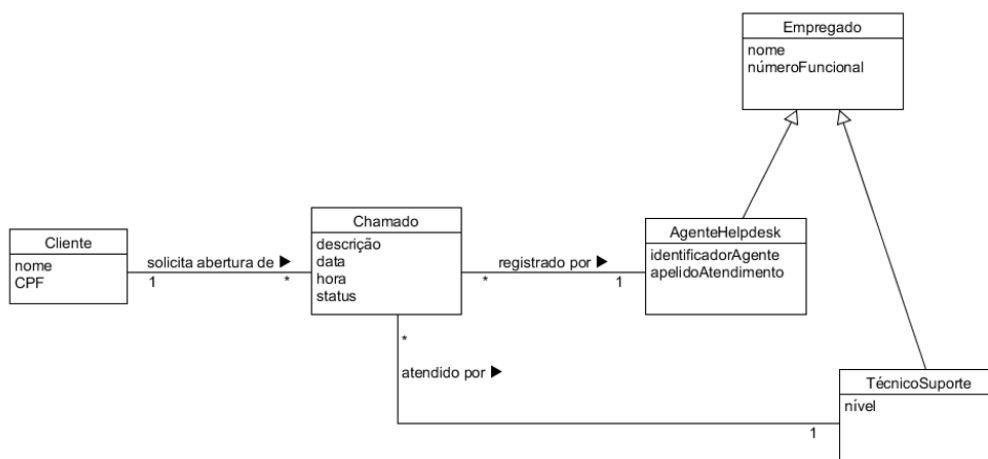 Empregado
nome
númeroFuncional
Cliente
nome
CPF
solicita abertura de ▶
1
*
Chamado
descrição
data
hora
status
registrado por ▶
*
1
AgenteHelpdesk
identificadorAgente
apelidoAtendimento
*
atendido por ▶
1
TécnicoSuporte
nível